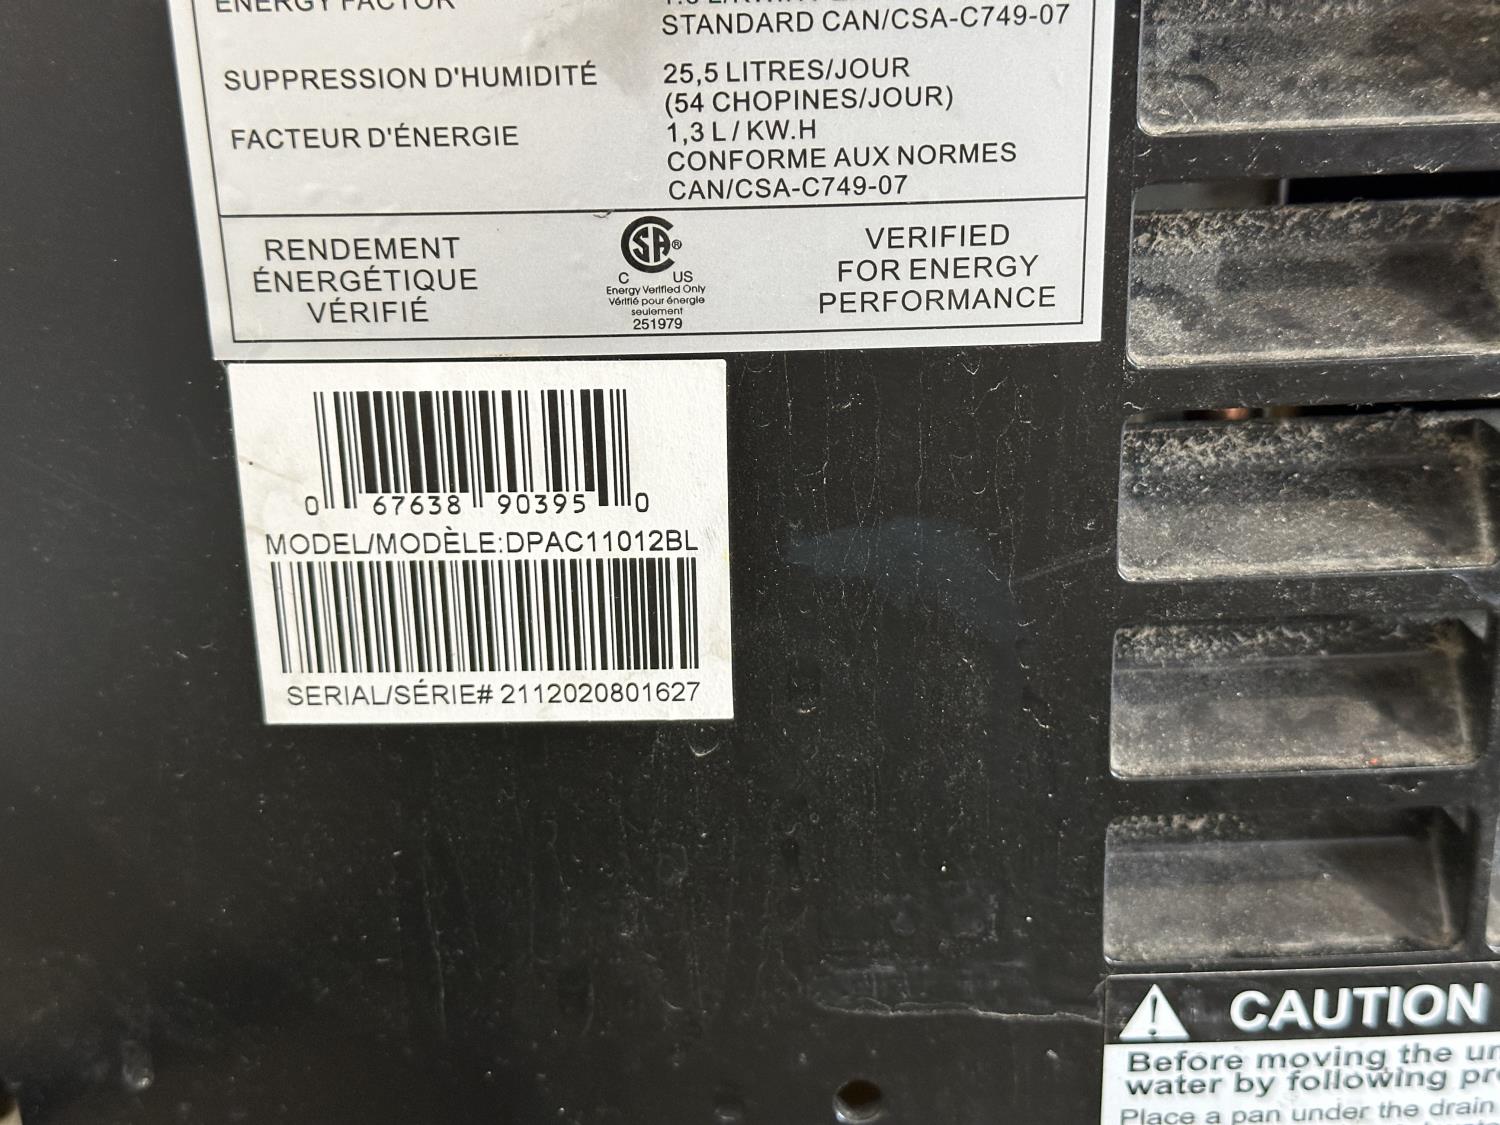 ENERGY FACTOR
STANDARD CAN/CSA-C749-07
SUPPRESSION D'HUMIDITÉ 25,5 LITRES/JOUR
(54 CHOPINES/JOUR)
FACTEUR D'ÉNERGIE 1,3 L / KW.H
CONFORME AUX NORMES
CAN/CSA-C749-07
RENDEMENT
ÉNERGÉTIQUE
VÉRIFIÉ
CSA®
C US
Energy Verified Only
Vérifié pour énergie
seulement
251979
VERIFIED
FOR ENERGY
PERFORMANCE
0 67638 90395 0
MODEL/MODÈLE:DPAC11012BL
SERIAL/SÉRIE# 2112020801627
CAUTION
Before moving the
water by following
Place a pan under the drain